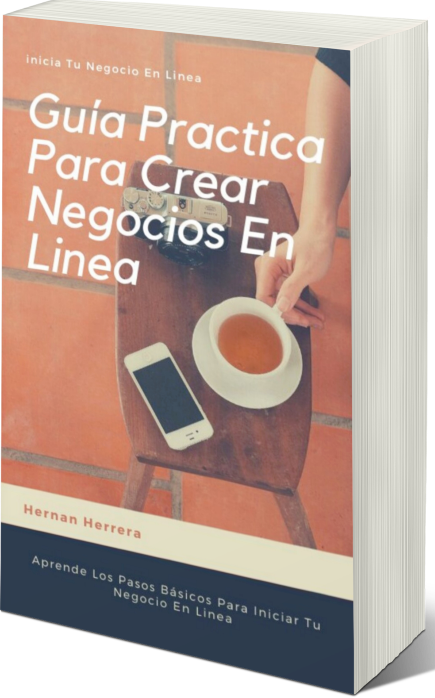 inicia Tu Negocio En Linea
Guía Practica
Para Crear
Negocios En
Linea
Hernan Herrera
Aprende Los Pasos Básicos Para Iniciar Tu
Negocio En Linea